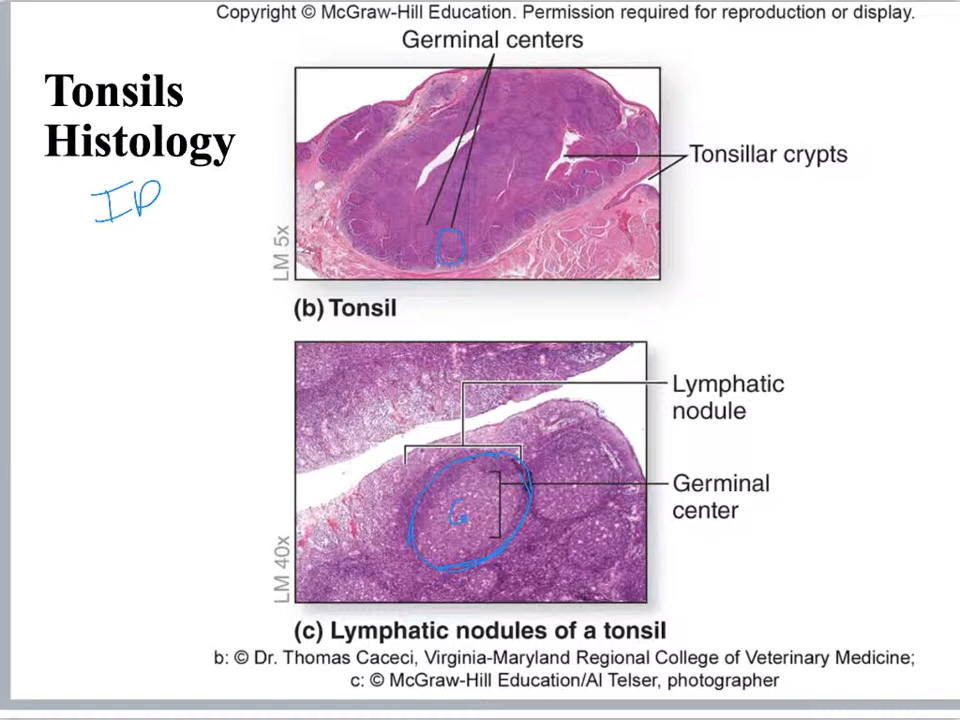 Copyright © McGraw-Hill Education. Permission required for reproduction or display.
Germinal centers
Tonsils
Histology
ID
Tonsillar crypts
LM 5x
(b) Tonsil
Lymphatic
nodule
Germinal
center
G
LM 40x
(c) Lymphatic nodules of a tonsil
b: © Dr. Thomas Caceci, Virginia-Maryland Regional College of Veterinary Medicine;
c: © McGraw-Hill Education/Al Telser, photographer